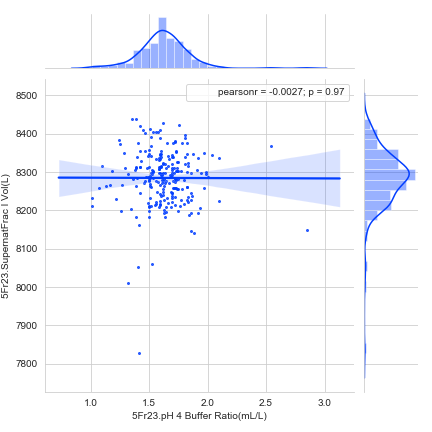 pearsonr = -0.0027; p = 0.97
8500
8400
8300
8200
8100
8000
7900
7800
5Fr23.SupernatFrac I Vol(L)
1.0 1.5 2.0 2.5 3.0
5Fr23.pH 4 Buffer Ratio(mL/L)